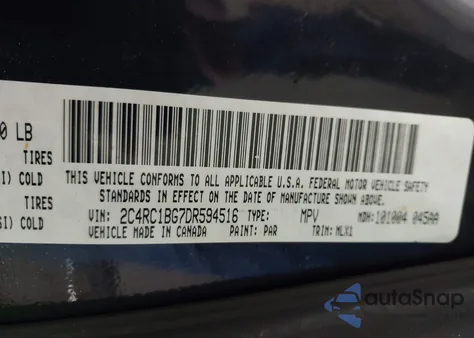 0 LB
TIRES
I) COLD
TIRES
SI) COLD
THIS VEHICLE CONFORMS TO ALL APPLICABLE U.S.A. FEDERAL MOTOR VEHICLE SAFETY
STANDARDS IN EFFECT ON THE DATE OF MANUFACTURE SHOWN ABOVE.
VIN: 2C4RC1BG7DR594516 TYPE: MPV MDH: 101004 045AA
VEHICLE MADE IN CANADA PAINT: PAR TRIM: MLX1
autoSnap